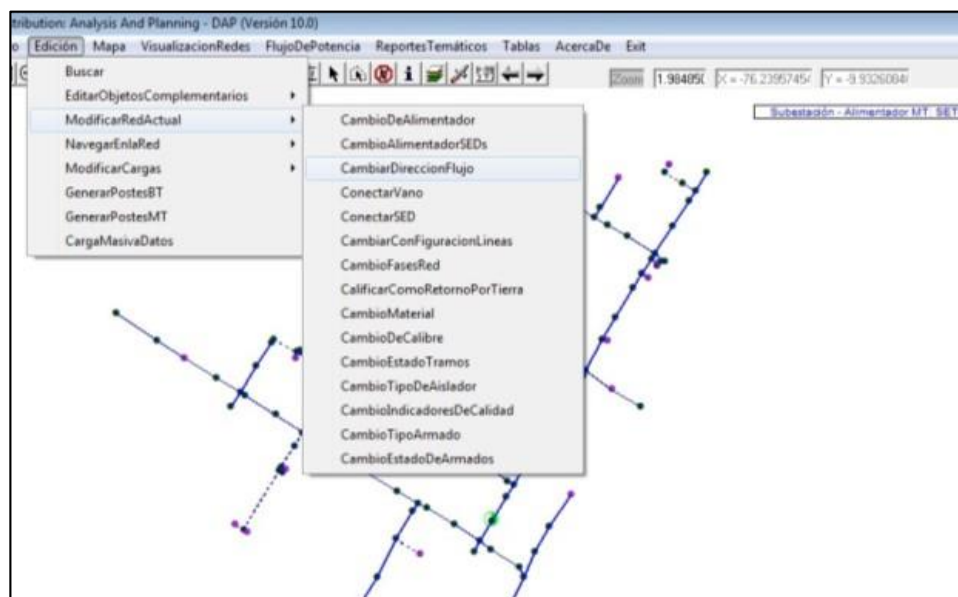 tribution: Analysis And Planning - DAP (Versión 10.0)
o Edición Mapa VisualizacionRedes FlujoDePotencia ReportesTemáticos Tablas AcercaDe Exit
Zoom 1.984850 X = -76.23957454 Y = -9.93260846
Subestación - Alimentador MT: SET
Buscar
EditarObjetosComplementarios
ModificarRedActual
NavegarEnlaRed
ModificarCargas
GenerarPostesBT
GenerarPostesMT
CargaMasivaDatos
CambioDeAlimentador
CambioAlimentadorSEDs
CambiarDireccionFlujo
ConectarVano
ConectarSED
CambiarConFiguracionLineas
CambioFasesRed
CalificarComoRetornoPorTierra
CambioMaterial
CambioDeCalibre
CambioEstadoTramos
CambioTipoDeAislador
CambioIndicadoresDeCalidad
CambioTipoArmado
CambioEstadoDeArmados